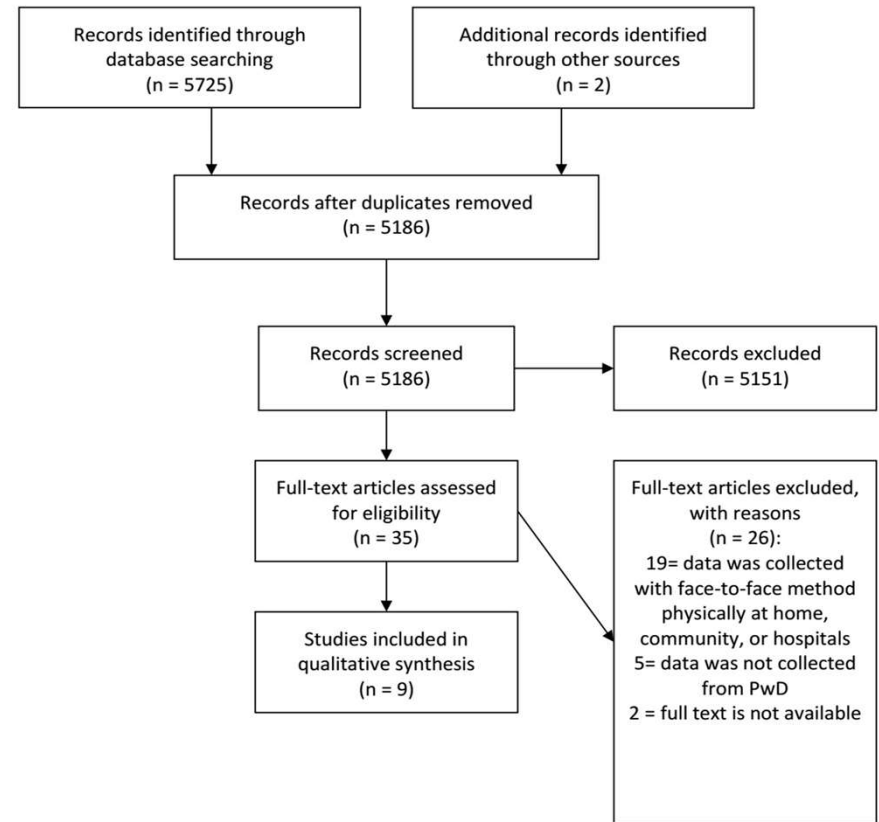 Records identified through
database searching
(n = 5725)
Additional records identified
through other sources
(n = 2)
Records after duplicates removed
(n = 5186)
Records screened
(n = 5186)
Records excluded
(n = 5151)
Full-text articles assessed
for eligibility
(n = 35)
Full-text articles excluded,
with reasons
(n = 26):
19= data was collected
with face-to-face method
physically at home,
community, or hospitals
5= data was not collected
from PwD
2 = full text is not available
Studies included in
qualitative synthesis
(n = 9)